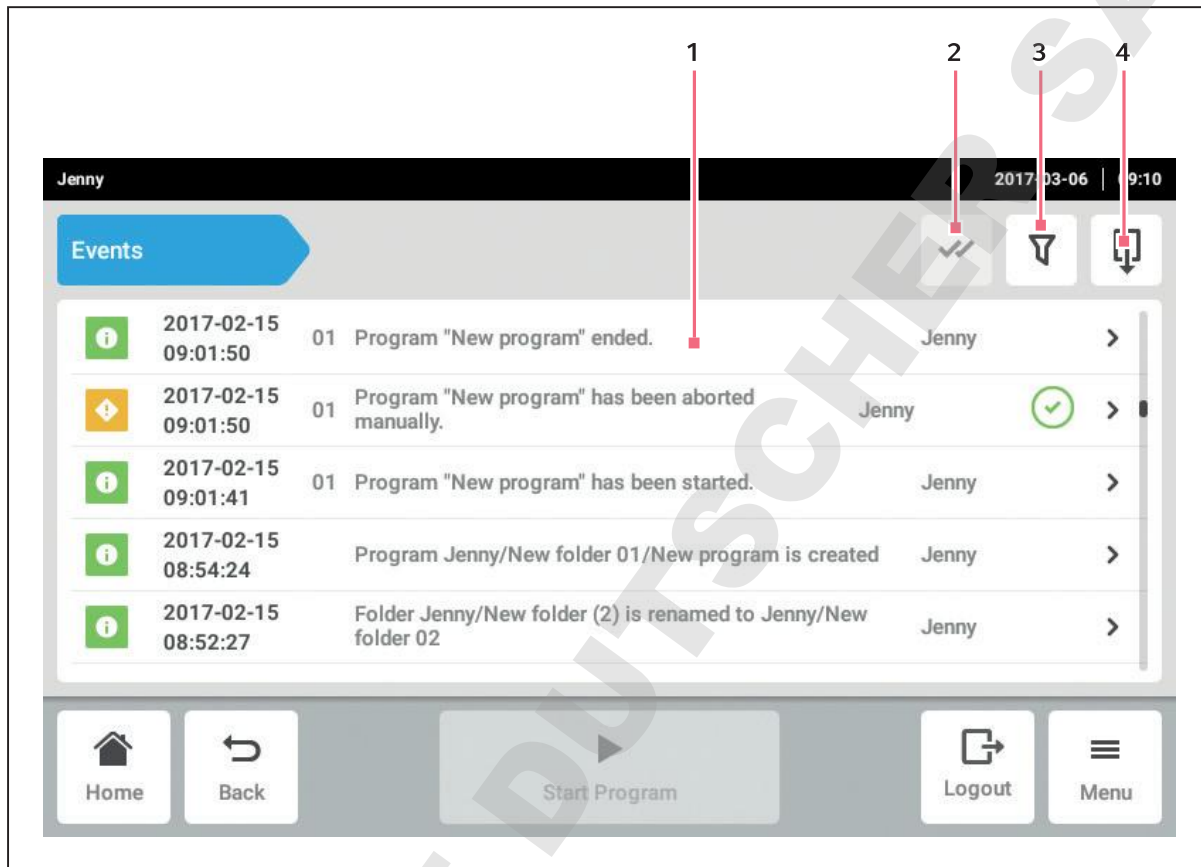 1 2 3 4
Jenny 2017-03-06 09:10
Events
2017-02-15
09:01:50
01 Program "New program" ended. Jenny
2017-02-15
09:01:50
01 Program "New program" has been aborted
manually.
Jenny
2017-02-15
09:01:41
01 Program "New program" has been started. Jenny
2017-02-15
08:54:24
Program Jenny/New folder 01/New program is created Jenny
2017-02-15
08:52:27
Folder Jenny/New folder (2) is renamed to Jenny/New
folder 02
Jenny
Home Back Start Program Logout Menu
DUTSCHER